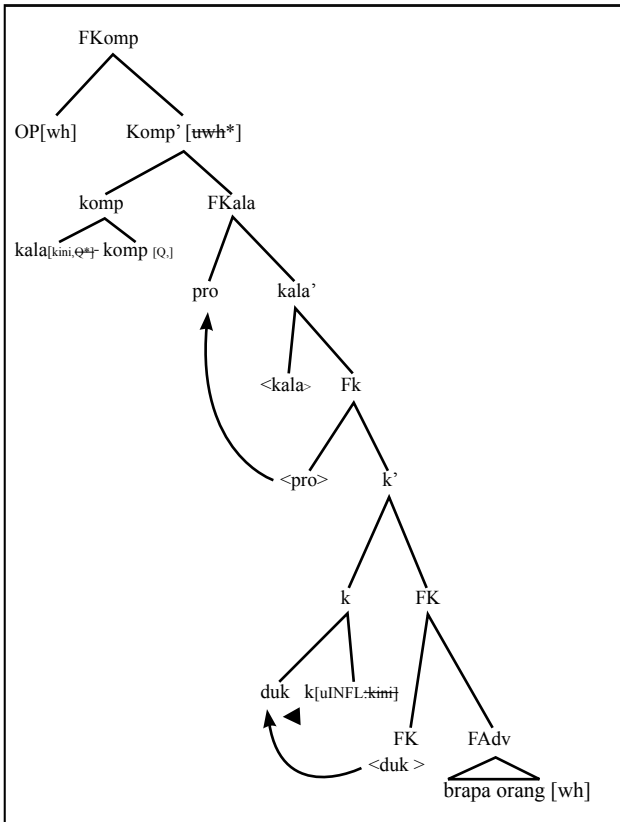 FKomp
OP[wh] Komp’ [uwh*]
komp FKala
kala[kini,Q*]- komp [Q,]
pro kala’
<kala> Fk
<pro> k’
k FK
duk k[uINFL:kini]
FK FAdv
<duk >
brapa orang [wh]